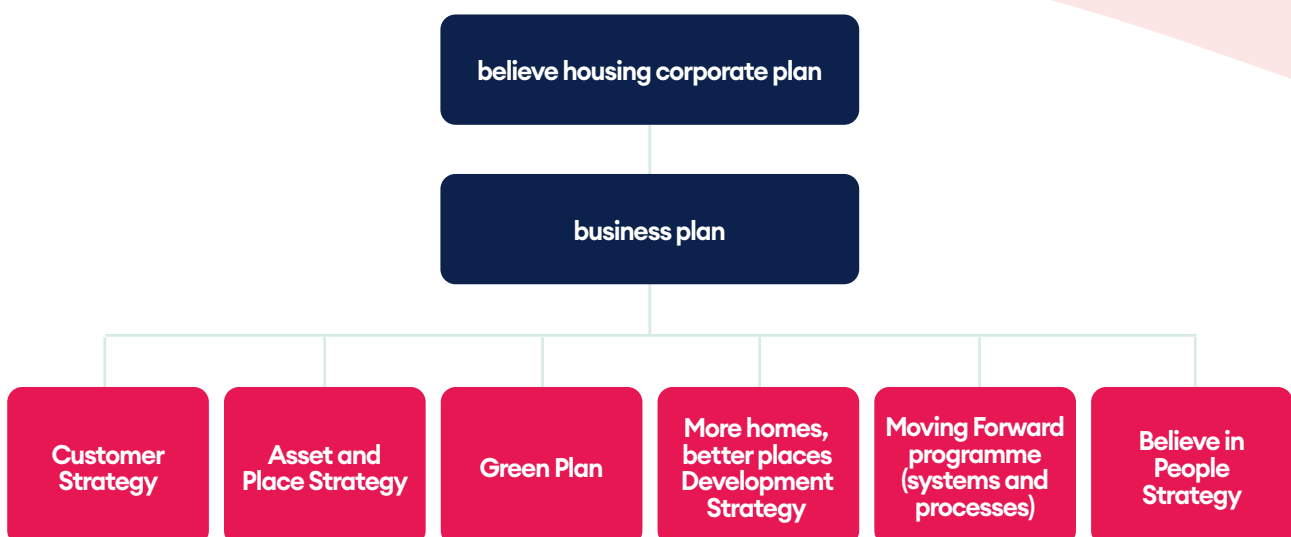 believe housing corporate plan
business plan
Customer
Strategy
Asset and
Place Strategy
Green Plan
More homes,
better places
Development
Strategy
Moving Forward
programme
(systems and
processes)
Believe in
People
Strategy